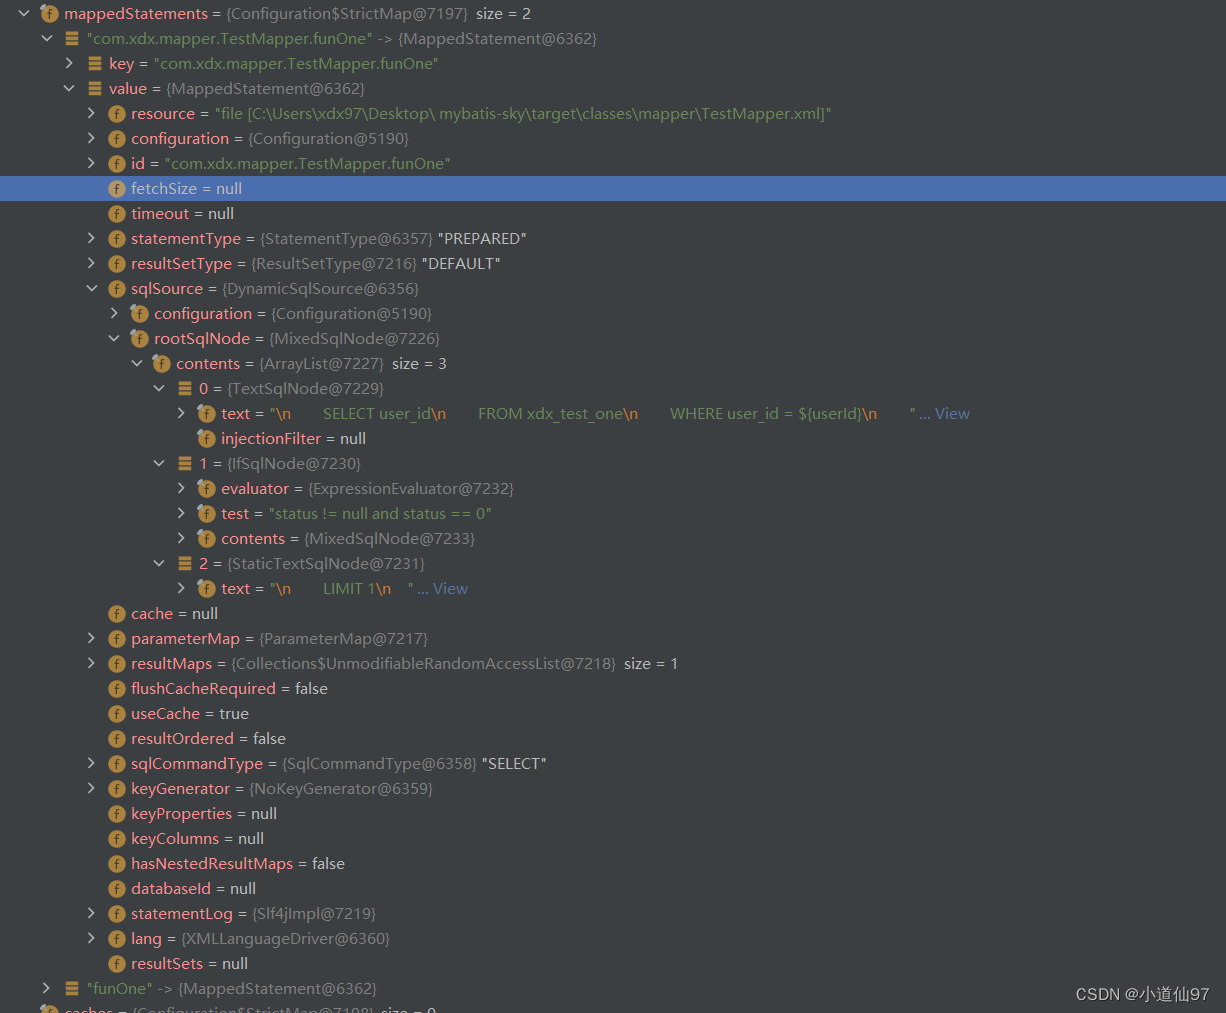 mappedStatements = {Configuration$StrictMap@7197} size = 2
"com.xdx.mapper.TestMapper.funOne" -> {MappedStatement@6362}
key = "com.xdx.mapper.TestMapper.funOne"
value = {MappedStatement@6362}
resource = "file [C:\Users\xdx97\Desktop\ mybatis-sky\target\classes\mapper\TestMapper.xml]"
configuration = {Configuration@5190}
id = "com.xdx.mapper.TestMapper.funOne"
fetchSize = null
timeout = null
statementType = {StatementType@6357} "PREPARED"
resultSetType = {ResultSetType@7216} "DEFAULT"
sqlSource = {DynamicSqlSource@6356}
configuration = {Configuration@5190}
rootSqlNode = {MixedSqlNode@7226}
contents = {ArrayList@7227} size = 3
0 = {TextSqlNode@7229}
text = "\n SELECT user_id\n FROM xdx_test_one\n WHERE user_id = ${userId}\n " ... View
injectionFilter = null
1 = {IfSqlNode@7230}
evaluator = {ExpressionEvaluator@7232}
test = "status != null and status == 0"
contents = {MixedSqlNode@7233}
2 = {StaticTextSqlNode@7231}
text = "\n LIMIT 1\n " ... View
cache = null
parameterMap = {ParameterMap@7217}
resultMaps = {Collections$UnmodifiableRandomAccessList@7218} size = 1
flushCacheRequired = false
useCache = true
resultOrdered = false
sqlCommandType = {SqlCommandType@6358} "SELECT"
keyGenerator = {NoKeyGenerator@6359}
keyProperties = null
keyColumns = null
hasNestedResultMaps = false
databaseId = null
statementLog = {Slf4jImpl@7219}
lang = {XMLLanguageDriver@6360}
resultSets = null
"funOne" -> {MappedStatement@6362}
caches = {Configuration$StrictMap@7198} size = 0
CSDN @小道仙97